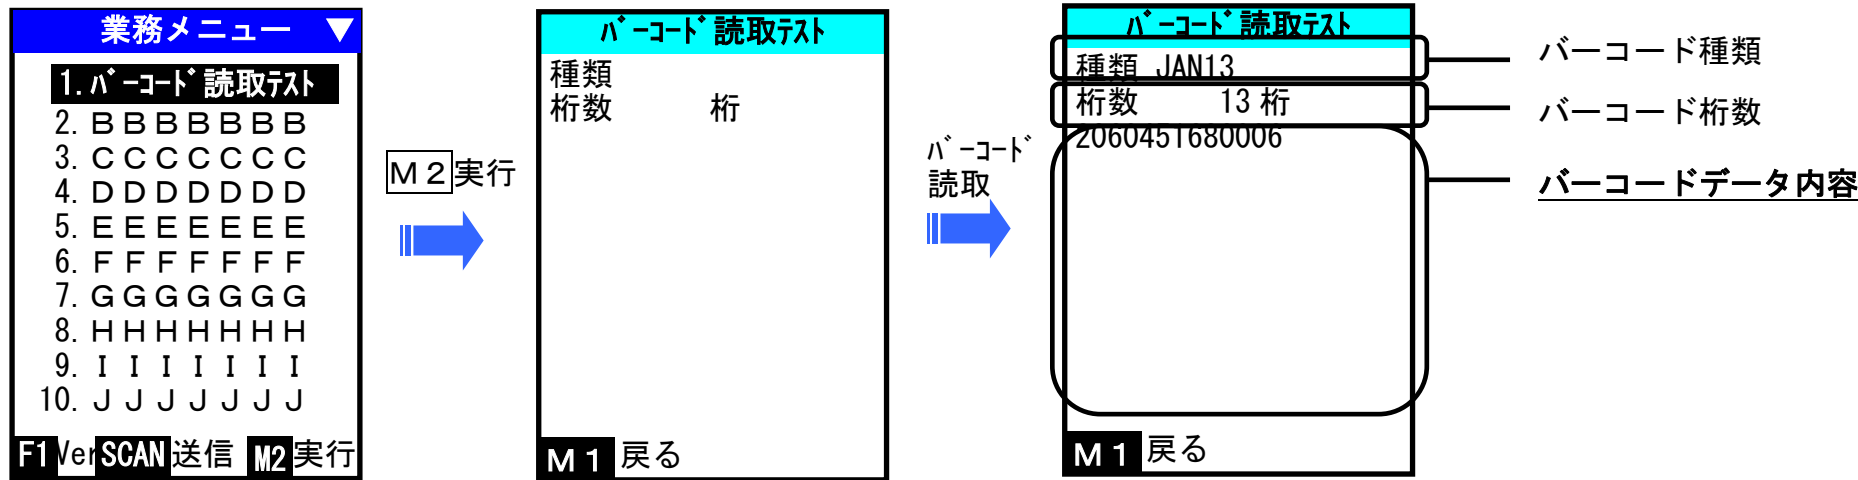 業務メニュー ▼
1.ﾊﾞｰｺｰﾄﾞ読取ﾃｽﾄ
2.ＢＢＢＢＢＢＢ
3.ＣＣＣＣＣＣＣ
4.ＤＤＤＤＤＤＤ
5.ＥＥＥＥＥＥＥ
6.ＦＦＦＦＦＦＦ
7.ＧＧＧＧＧＧＧ
8.ＨＨＨＨＨＨＨ
9.ＩＩＩＩＩＩＩ
10.ＪＪＪＪＪＪＪ
F1 Ver SCAN 送信 M2 実行
Ｍ２ 実行
ﾊﾞｰｺｰﾄﾞ読取ﾃｽﾄ
種類
桁数 桁
Ｍ１ 戻る
ﾊﾞｰｺｰﾄﾞ
読取
ﾊﾞｰｺｰﾄﾞ読取ﾃｽﾄ
種類 JAN13
桁数 13 桁
2060451680006
Ｍ１ 戻る
バーコード種類
バーコード桁数
バーコードデータ内容